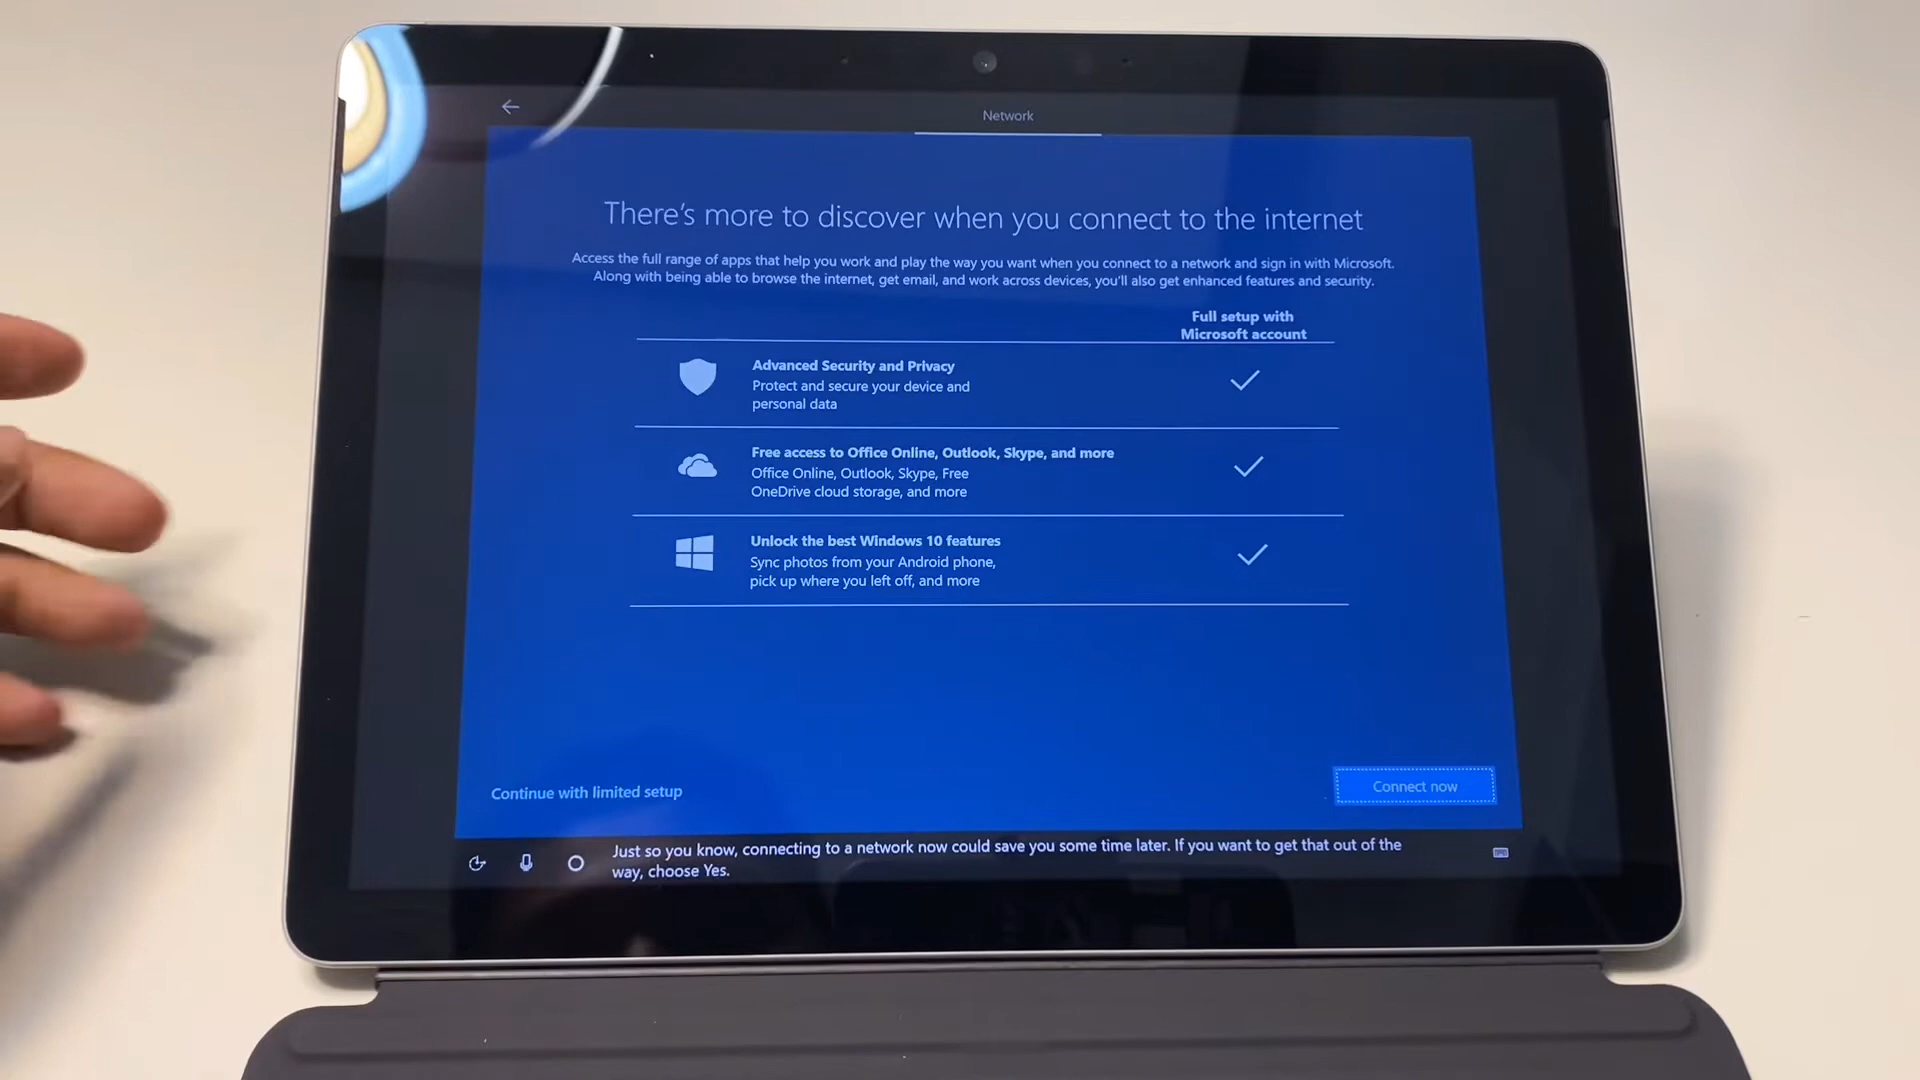 Network
There's more to discover when you connect to the internet
Access the full range of apps that help you work and play the way you want when you connect to a network and sign in with Microsoft.
Along with being able to browse the internet, get email, and work across devices, you'll also get enhanced features and security.
Full setup with
Microsoft account
Advanced Security and Privacy
Protect and secure your device and
personal data
Free access to Office Online, Outlook, Skype, and more
Office Online, Outlook, Skype, Free
OneDrive cloud storage, and more
Unlock the best Windows 10 features
Sync photos from your Android phone,
pick up where you left off, and more
Continue with limited setup
Connect now
Just so you know, connecting to a network now could save you some time later. If you want to get that out of the
way, choose Yes.